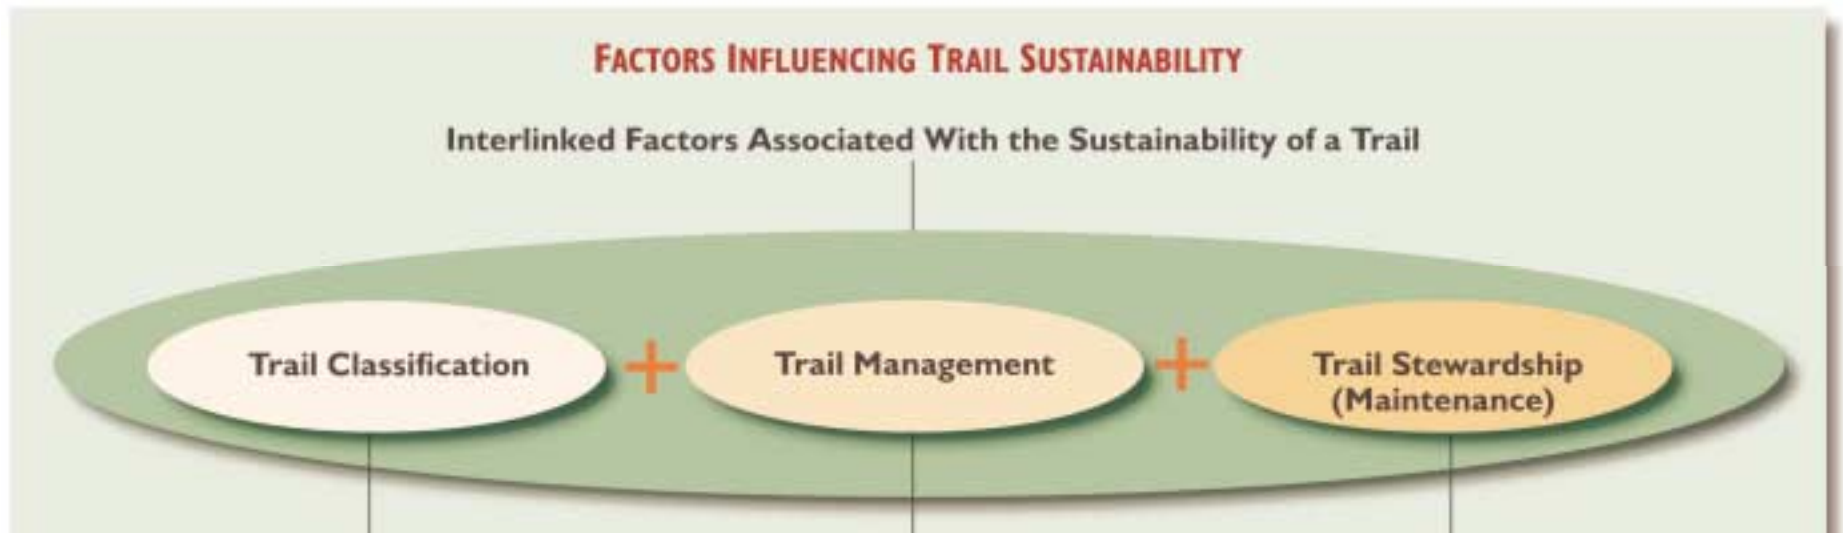 FACTORS INFLUENCING TRAIL SUSTAINABILITY
Interlinked Factors Associated With the Sustainability of a Trail
Trail Classification + Trail Management + Trail Stewardship
(Maintenance)